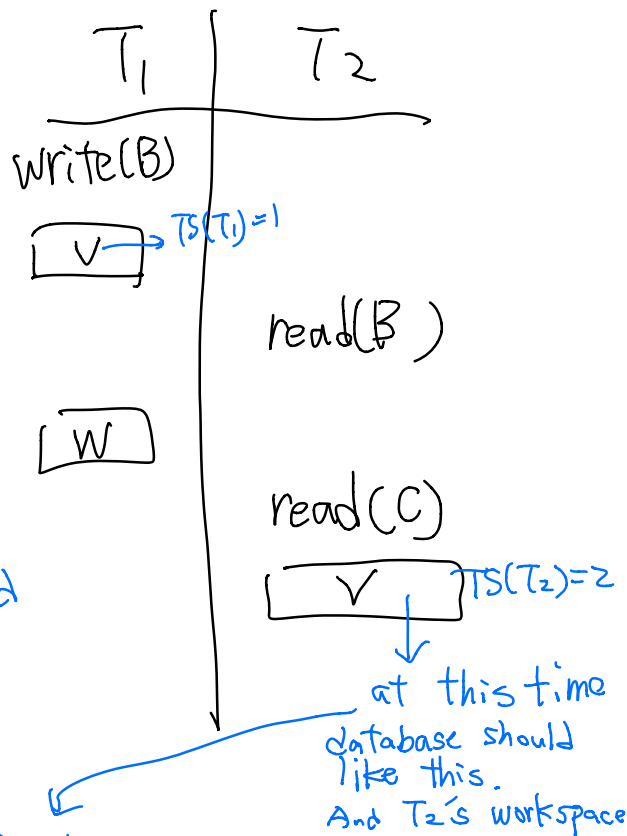 T1 T2
write(B)
V TS(T1)=1
read(B)
W
read(C)
V TS(T2)=2
at this time
database should
like this.
And T2's workspace